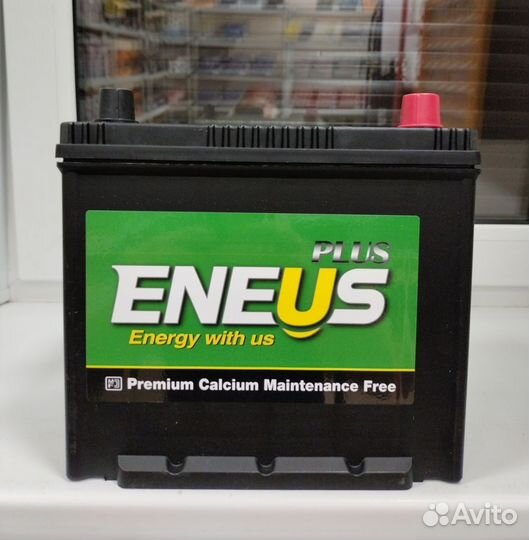 PLUS
ENEUS
Energy with us
Premium Calcium Maintenance Free
Avito